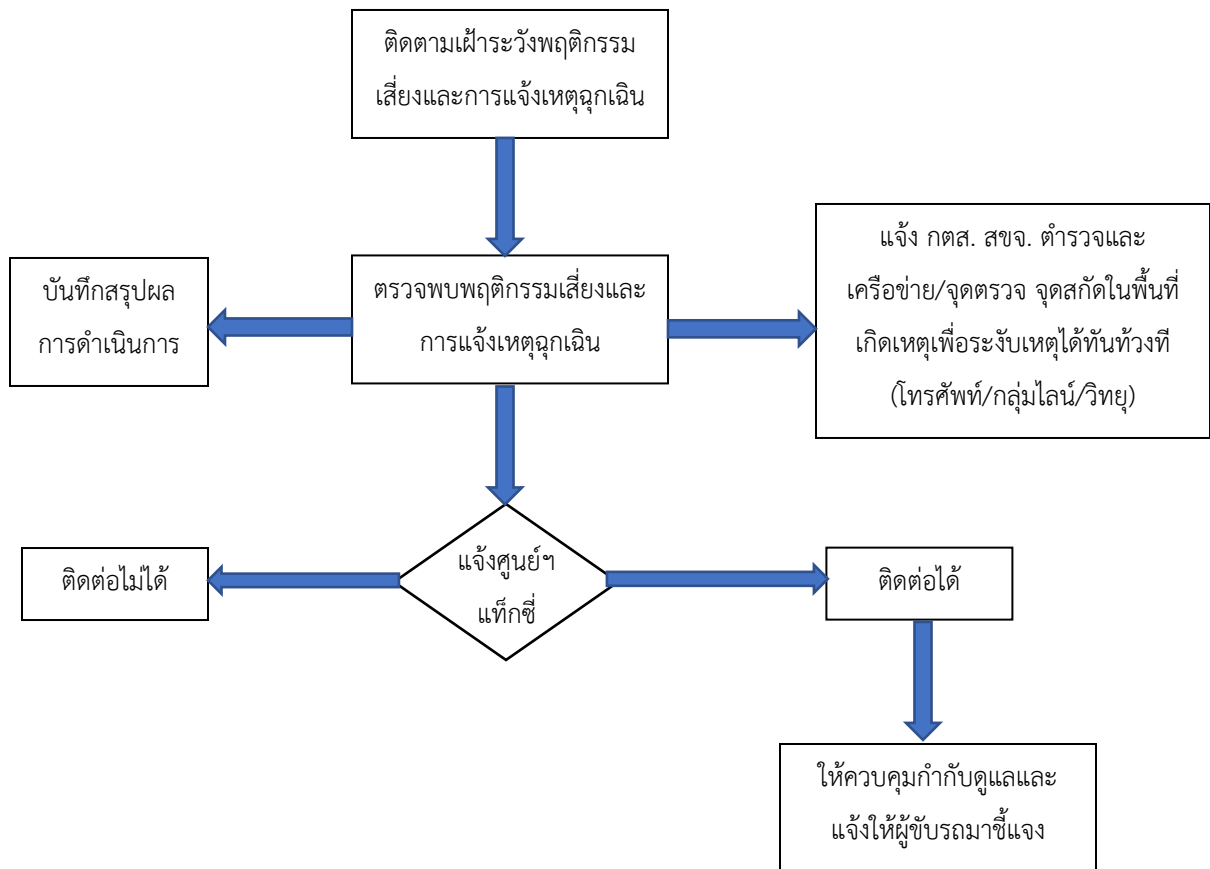 ติดตามเฝ้าระวังพฤติกรรม
เสี่ยงและการแจ้งเหตุฉุกเฉิน
บันทึกสรุปผล
การดำเนินการ
ตรวจพบพฤติกรรมเสี่ยงและ
การแจ้งเหตุฉุกเฉิน
แจ้ง กตส. สขจ. ตำรวจและ
เครือข่าย/จุดตรวจ จุดสกัดในพื้นที่
เกิดเหตุเพื่อระงับเหตุได้ทันท้วงที
(โทรศัพท์/กลุ่มไลน์/วิทยุ)
ติดต่อไม่ได้
แจ้งศูนย์ฯ
แท็กซี่
ติดต่อได้
ให้ควบคุมกำกับดูแลและ
แจ้งให้ผู้ขับรถมาชี้แจง